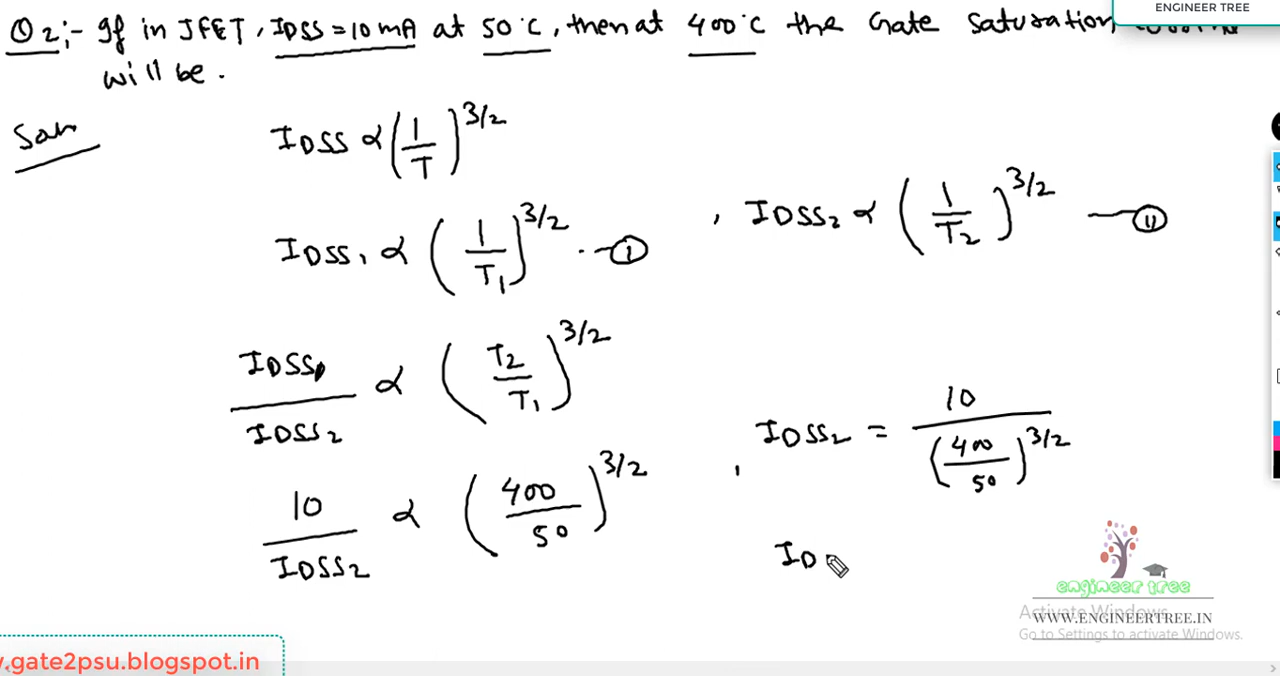 ENGINEER TREE
Q2:- If in JFET, IDSS = 10 mA at 50°C, then at 400°C the Gate Saturation
will be.
Soln
IDSS ∝ (1/T)^3/2
IDSS1 ∝ (1/T1)^3/2 --- (I) , IDSS2 ∝ (1/T2)^3/2 — (II)
IDSS1/IDSS2 ∝ (T2/T1)^3/2
10/IDSS2 ∝ (400/50)^3/2 , IDSS2 = 10/(400/50)^3/2
ID
engineer tree
WWW.ENGINEERTREE.IN
Activate Windows
Go to Settings to activate Windows.
.gate2psu.blogspot.in